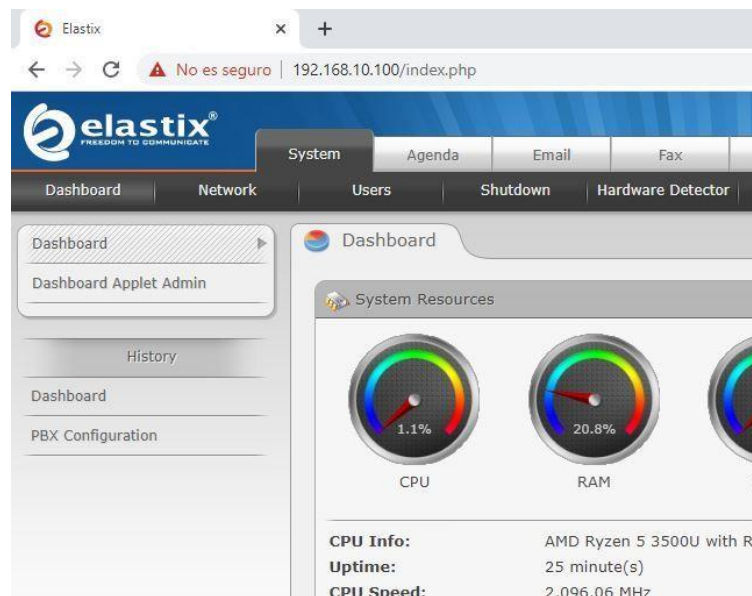 Elastix
No es seguro | 192.168.10.100/index.php
elastix®
FREEDOM TO COMMUNICATE
System Agenda Email Fax
Dashboard Network Users Shutdown Hardware Detector
Dashboard
Dashboard Applet Admin
History
Dashboard
PBX Configuration
Dashboard
System Resources
1.1% 20.8%
CPU RAM
CPU Info: AMD Ryzen 5 3500U with R
Uptime: 25 minute(s)
CPU Speed: 2,096.06 MHz